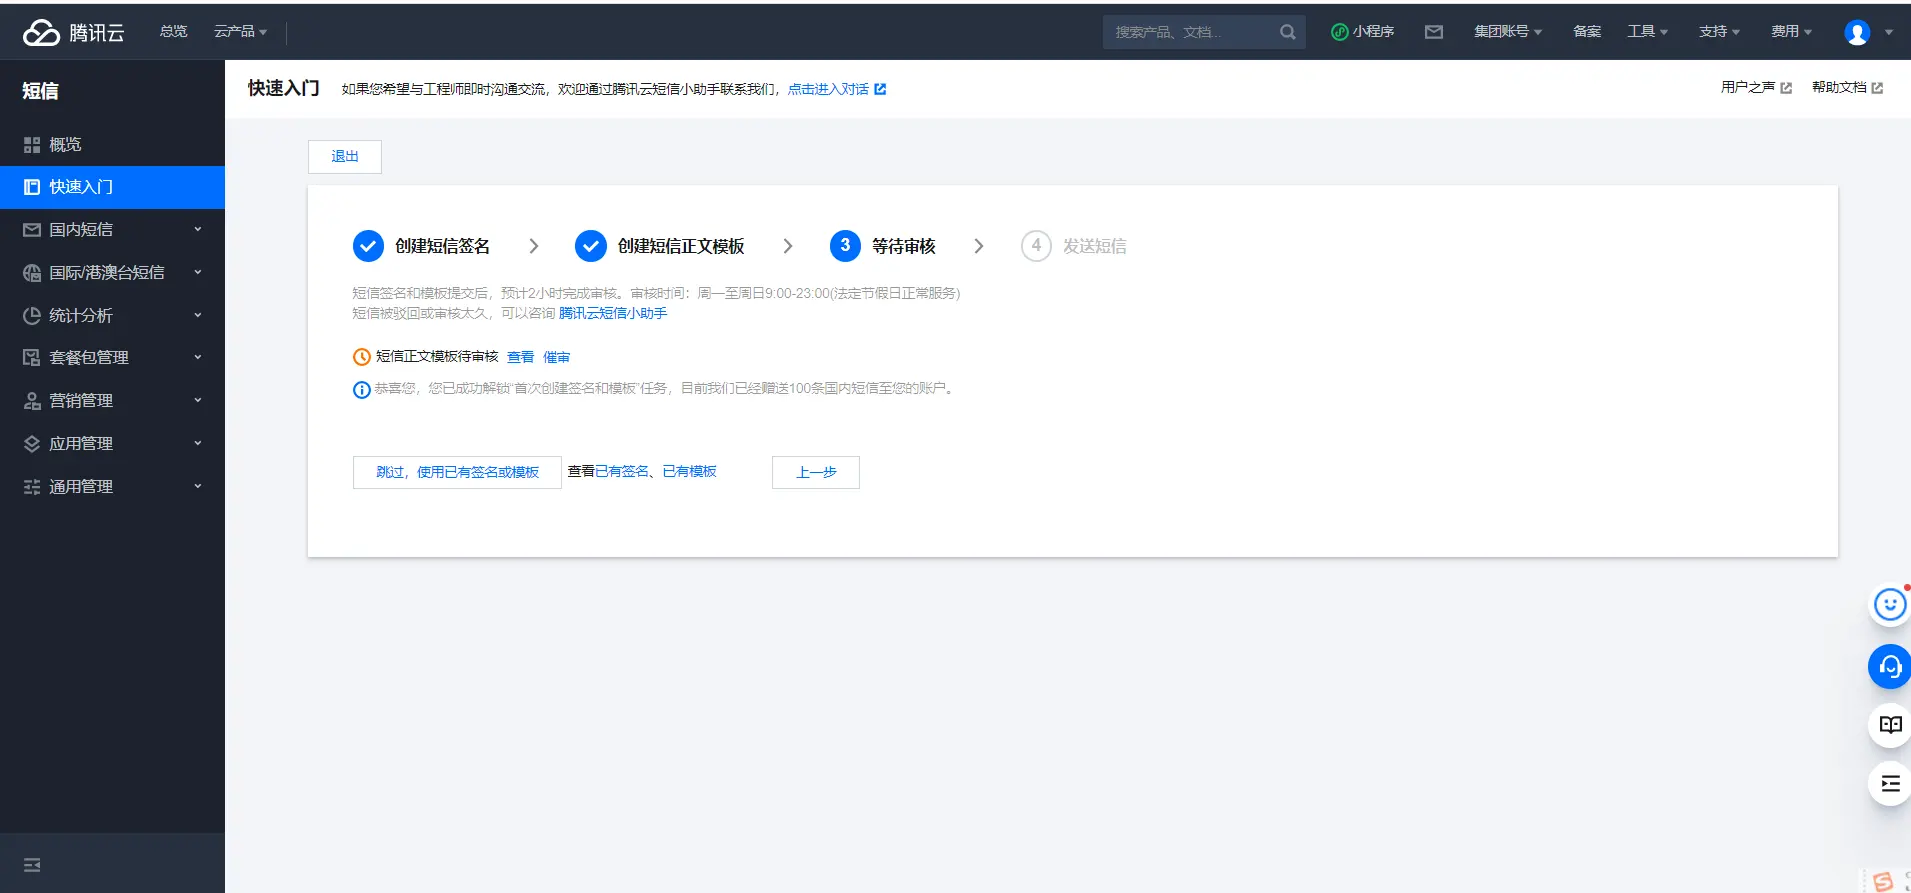 腾讯云 总览 云产品 搜索产品、文档... 小程序 集团账号 备案 工具 支持 费用
短信
概览
快速入门
国内短信
国际/港澳台短信
统计分析
套餐包管理
营销管理
应用管理
通用管理
快速入门 如果您希望与工程师即时沟通交流，欢迎通过腾讯云短信小助手联系我们，点击进入对话 用户之声 帮助文档
退出
创建短信签名 创建短信正文模板 3 等待审核 4 发送短信
短信签名和模板提交后，预计2小时完成审核。审核时间：周一至周日9:00-23:00(法定节假日正常服务)
短信被驳回或审核太久，可以咨询 腾讯云短信小助手
短信正文模板待审核 查看 催审
恭喜您，您已成功解锁“首次创建签名和模板”任务，目前我们已经赠送100条国内短信至您的账户。
跳过，使用已有签名或模板 查看已有签名、已有模板 上一步